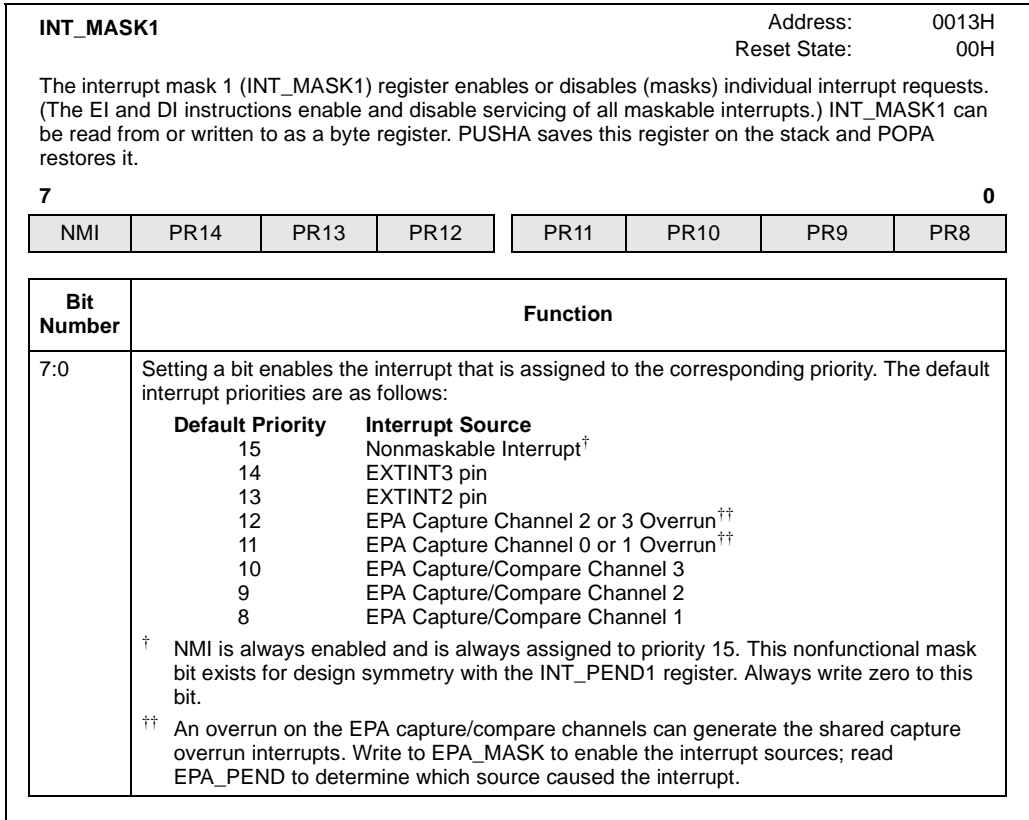 INT_MASK1 Address: 0013H
Reset State: 00H
The interrupt mask 1 (INT_MASK1) register enables or disables (masks) individual interrupt requests.
(The EI and DI instructions enable and disable servicing of all maskable interrupts.) INT_MASK1 can
be read from or written to as a byte register. PUSHA saves this register on the stack and POPA
restores it.
7 0
NMI PR14 PR13 PR12 PR11 PR10 PR9 PR8
Bit
Number
Function
7:0
Setting a bit enables the interrupt that is assigned to the corresponding priority. The default
interrupt priorities are as follows:
Default Priority Interrupt Source
15 Nonmaskable Interrupt†
14 EXTINT3 pin
13 EXTINT2 pin
12 EPA Capture Channel 2 or 3 Overrun††
11 EPA Capture Channel 0 or 1 Overrun††
10 EPA Capture/Compare Channel 3
9 EPA Capture/Compare Channel 2
8 EPA Capture/Compare Channel 1
† NMI is always enabled and is always assigned to priority 15. This nonfunctional mask
bit exists for design symmetry with the INT_PEND1 register. Always write zero to this
bit.
†† An overrun on the EPA capture/compare channels can generate the shared capture
overrun interrupts. Write to EPA_MASK to enable the interrupt sources; read
EPA_PEND to determine which source caused the interrupt.